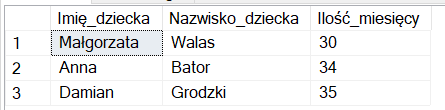 Imię_dziecka Nazwisko_dziecka Ilość_miesięcy
1 Małgorzata Walas 30
2 Anna Bator 34
3 Damian Grodzki 35